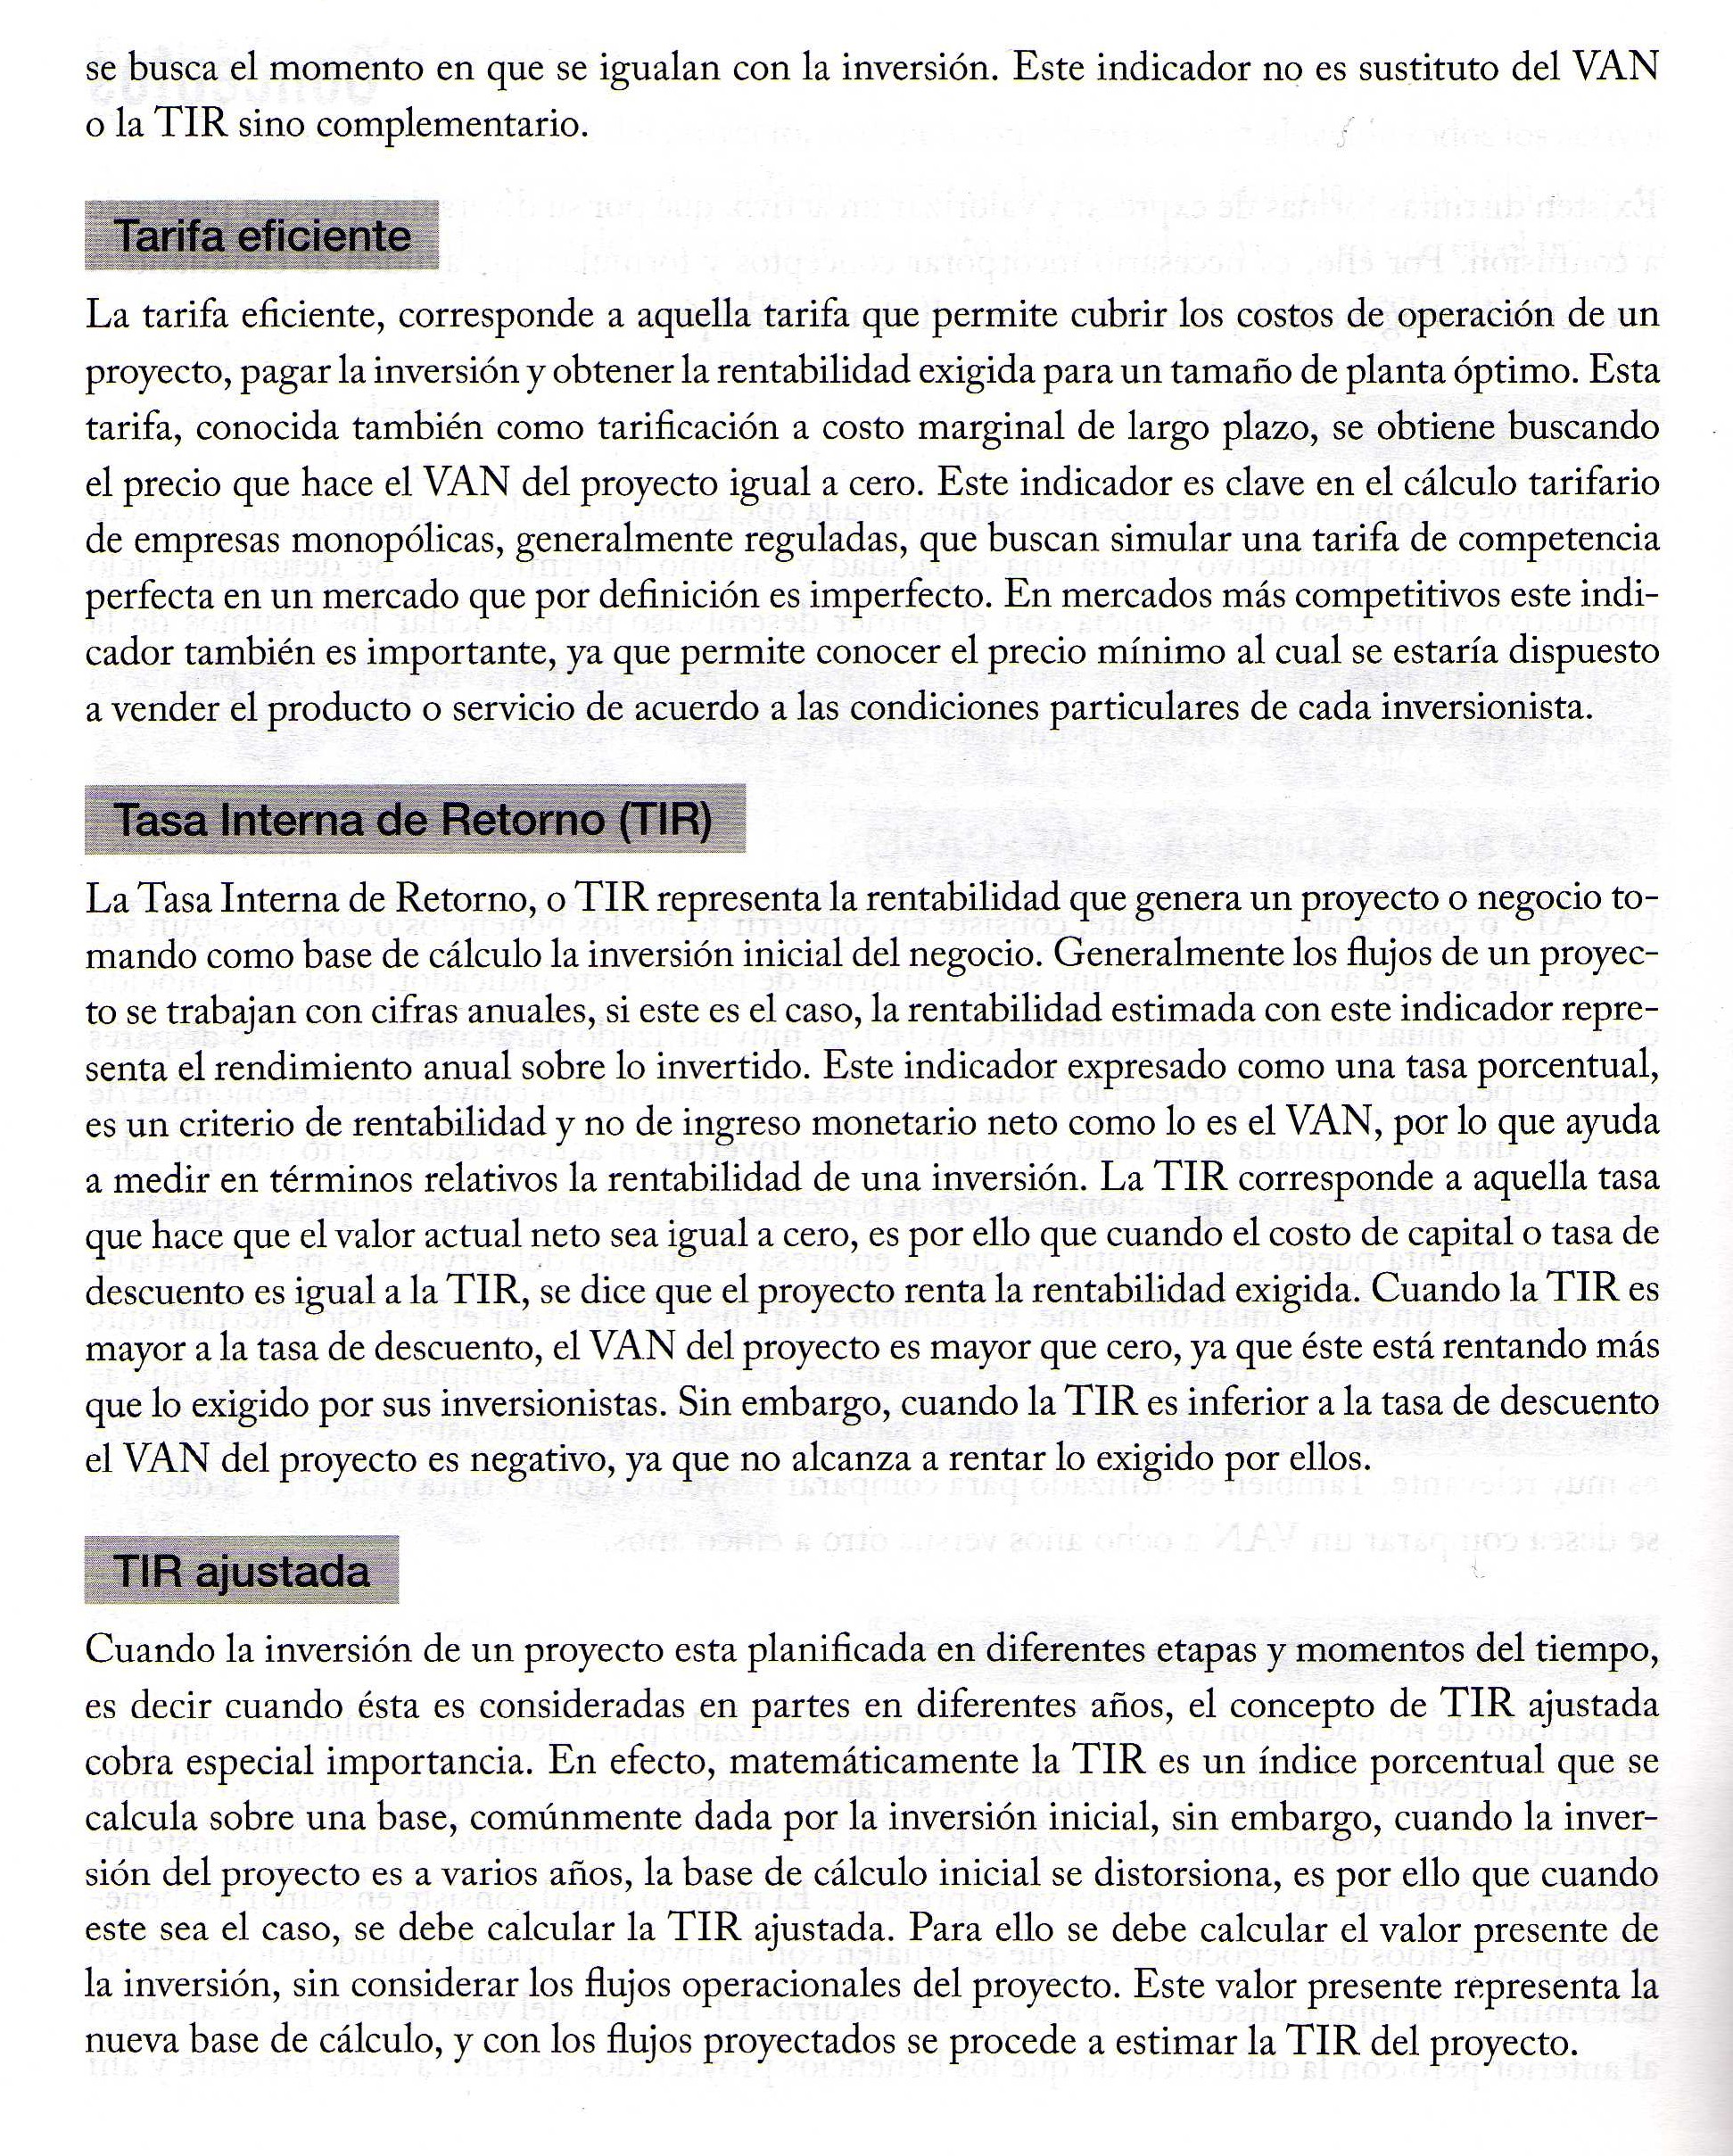 se busca el momento en que se igualan con la inversión. Este indicador no es sustituto del VAN
o la TIR sino complementario.
Tarifa eficiente
La tarifa eficiente, corresponde a aquella tarifa que permite cubrir los costos de operación de un
proyecto, pagar la inversión y obtener la rentabilidad exigida para un tamaño de planta óptimo. Esta
tarifa, conocida también como tarificación a costo marginal de largo plazo, se obtiene buscando
el precio que hace el VAN del proyecto igual a cero. Este indicador es clave en el cálculo tarifario
de empresas monopólicas, generalmente reguladas, que buscan simular una tarifa de competencia
perfecta en un mercado que por definición es imperfecto. En mercados más competitivos este indi-
cador también es importante, ya que permite conocer el precio mínimo al cual se estaría dispuesto
a vender el producto o servicio de acuerdo a las condiciones particulares de cada inversionista.
Tasa Interna de Retorno (TIR)
La Tasa Interna de Retorno, o TIR representa la rentabilidad que genera un proyecto o negocio to-
mando como base de cálculo la inversión inicial del negocio. Generalmente los flujos de un proyec-
to se trabajan con cifras anuales, si este es el caso, la rentabilidad estimada con este indicador repre-
senta el rendimiento anual sobre lo invertido. Este indicador expresado como una tasa porcentual,
es un criterio de rentabilidad y no de ingreso monetario neto como lo es el VAN, por lo que ayuda
a medir en términos relativos la rentabilidad de una inversión. La TIR corresponde a aquella tasa
que hace que el valor actual neto sea igual a cero, es por ello que cuando el costo de capital o tasa de
descuento es igual a la TIR, se dice que el proyecto renta la rentabilidad exigida. Cuando la TIR es
mayor a la tasa de descuento, el VAN del proyecto es mayor que cero, ya que éste está rentando más
que lo exigido por sus inversionistas. Sin embargo, cuando la TIR es inferior a la tasa de descuento
el VAN del proyecto es negativo, ya que no alcanza a rentar lo exigido por ellos.
TIR ajustada
Cuando la inversión de un proyecto esta planificada en diferentes etapas y momentos del tiempo,
es decir cuando ésta es consideradas en partes en diferentes años, el concepto de TIR ajustada
cobra especial importancia. En efecto, matemáticamente la TIR es un índice porcentual que se
calcula sobre una base, comúnmente dada por la inversión inicial, sin embargo, cuando la inver-
sión del proyecto es a varios años, la base de cálculo inicial se distorsiona, es por ello que cuando
este sea el caso, se debe calcular la TIR ajustada. Para ello se debe calcular el valor presente de
la inversión, sin considerar los flujos operacionales del proyecto. Este valor presente representa la
nueva base de cálculo, y con los flujos proyectados se procede a estimar la TIR del proyecto.